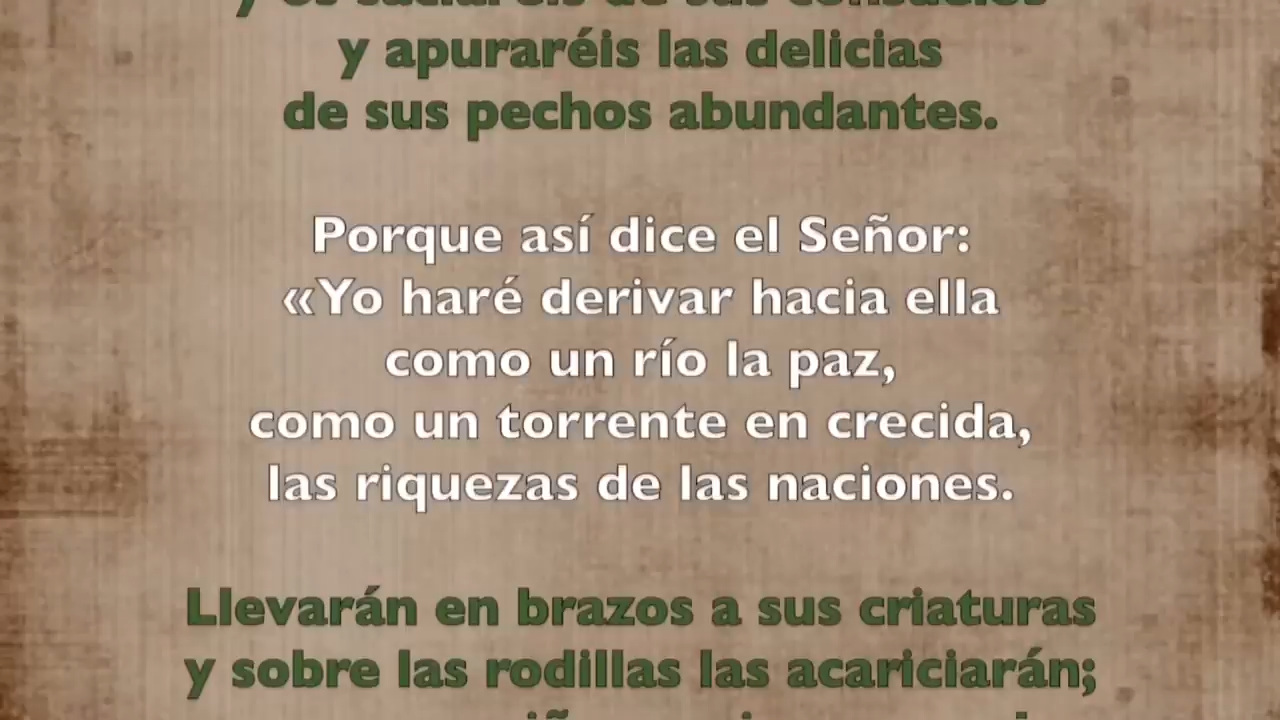 y apuraréis las delicias
de sus pechos abundantes.
Porque así dice el Señor:
«Yo haré derivar hacia ella
como un río la paz,
como un torrente en crecida,
las riquezas de las naciones.
Llevarán en brazos a sus criaturas
y sobre las rodillas las acariciarán;